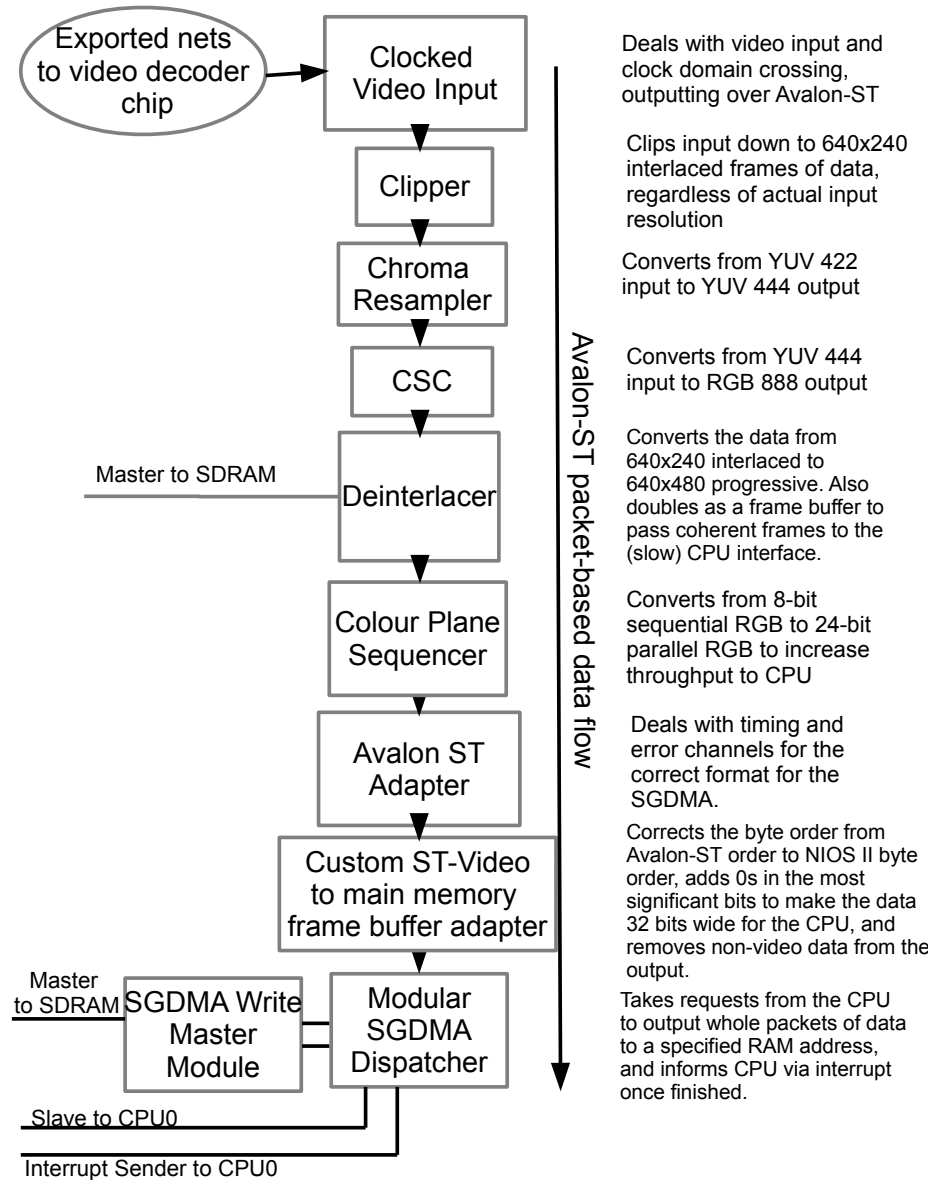 Exported nets
to video decoder
chip
Clocked
Video Input
Deals with video input and
clock domain crossing,
outputting over Avalon-ST
Clipper
Clips input down to 640x240
interlaced frames of data,
regardless of actual input
resolution
Chroma
Resampler
Converts from YUV 422
input to YUV 444 output
CSC
Converts from YUV 444
input to RGB 888 output
Master to SDRAM
Deinterlacer
Converts the data from
640x240 interlaced to
640x480 progressive. Also
doubles as a frame buffer to
pass coherent frames to the
(slow) CPU interface.
Avalon-ST packet-based data flow
Colour Plane
Sequencer
Converts from 8-bit
sequential RGB to 24-bit
parallel RGB to increase
throughput to CPU
Avalon ST
Adapter
Deals with timing and
error channels for the
correct format for the
SGDMA.
Custom ST-Video
to main memory
frame buffer adapter
Corrects the byte order from
Avalon-ST order to NIOS II byte
order, adds 0s in the most
significant bits to make the data
32 bits wide for the CPU, and
removes non-video data from the
output.
Master
to SDRAM
SGDMA Write
Master
Module
Modular
SGDMA
Dispatcher
Takes requests from the CPU
to output whole packets of data
to a specified RAM address,
and informs CPU via interrupt
once finished.
Slave to CPU0
Interrupt Sender to CPU0